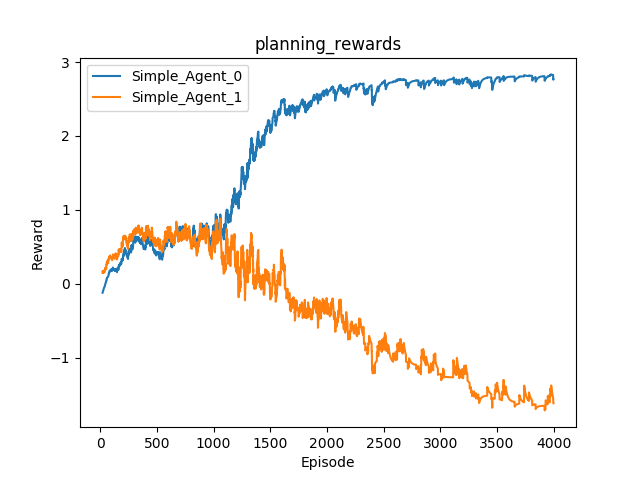 planning_rewards
Simple_Agent_0
Simple_Agent_1
Reward
3
2
1
0
−1
0 500 1000 1500 2000 2500 3000 3500 4000
Episode